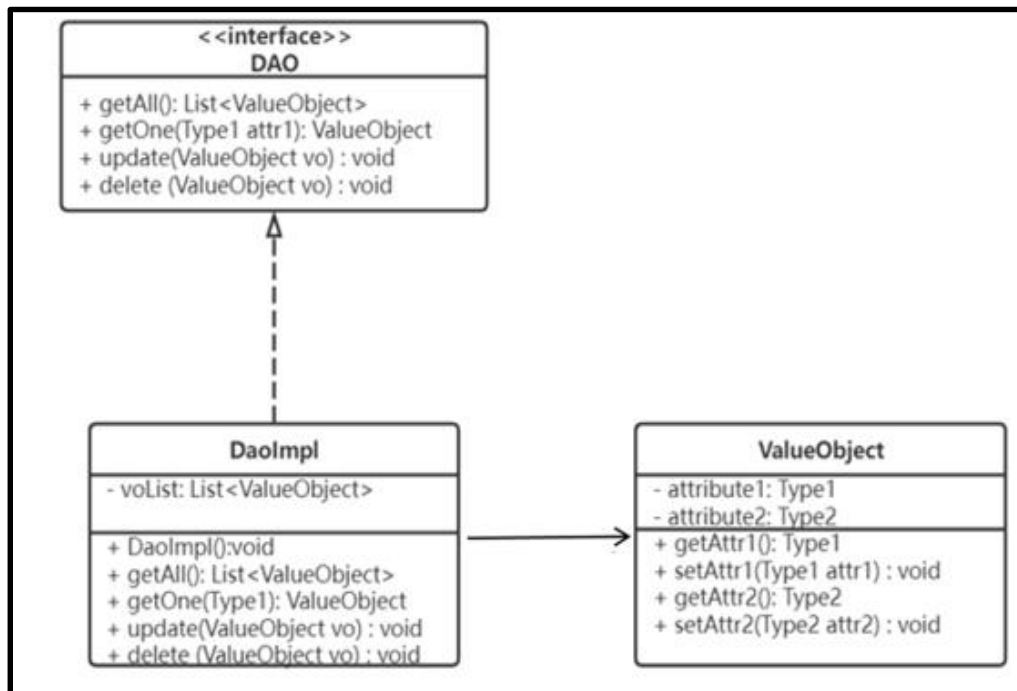 <<interface>>
DAO
+ getAll(): List<ValueObject>
+ getOne(Type1 attr1): ValueObject
+ update(ValueObject vo) : void
+ delete (ValueObject vo) : void
DaoImpl
- voList: List<ValueObject>
+ DaoImpl():void
+ getAll(): List<ValueObject>
+ getOne(Type1): ValueObject
+ update(ValueObject vo) : void
+ delete (ValueObject vo) : void
ValueObject
- attribute1: Type1
- attribute2: Type2
+ getAttr1(): Type1
+ setAttr1(Type1 attr1) : void
+ getAttr2(): Type2
+ setAttr2(Type2 attr2) : void